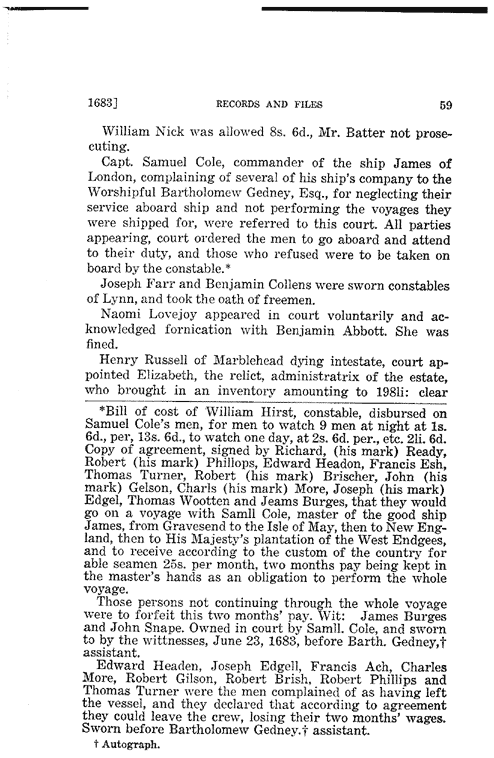 1683] RECORDS AND FILES 59
William Nick was allowed 8s. 6d., Mr. Batter not prose-
cuting.
Capt. Samuel Cole, commander of the ship James of
London, complaining of several of his ship's company to the
Worshipful Bartholomew Gedney, Esq., for neglecting their
service aboard ship and not performing the voyages they
were shipped for, were referred to this court. All parties
appearing, court ordered the men to go aboard and attend
to their duty, and those who refused were to be taken on
board by the constable.*
Joseph Farr and Benjamin Collens were sworn constables
of Lynn, and took the oath of freemen.
Naomi Lovejoy appeared in court voluntarily and ac-
knowledged fornication with Benjamin Abbott. She was
fined.
Henry Russell of Marblehead dying intestate, court ap-
pointed Elizabeth, the relict, administratrix of the estate,
who brought in an inventory amounting to 198li: clear
*Bill of cost of William Hirst, constable, disbursed on
Samuel Cole's men, for men to watch 9 men at night at 1s.
6d., per, 13s. 6d., to watch one day, at 2s. 6d. per., etc. 2li. 6d.
Copy of agreement, signed by Richard, (his mark) Ready,
Robert (his mark) Phillops, Edward Headon, Francis Esh,
Thomas Turner, Robert (his mark) Brischer, John (his
mark) Gelson, Charls (his mark) More, Joseph (his mark)
Edgel, Thomas Wootten and Jeams Burges, that they would
go on a voyage with Samll Cole, master of the good ship
James, from Gravesend to the Isle of May, then to New Eng-
land, then to His Majesty's plantation of the West Endgees,
and to receive according to the custom of the country for
able seamen 25s. per month, two months pay being kept in
the master's hands as an obligation to perform the whole
voyage.
Those persons not continuing through the whole voyage
were to forfeit this two months' pay. Wit: James Burges
and John Snape. Owned in court by Samll. Cole, and sworn
to by the wittnesses, June 23, 1683, before Barth. Gedney,†
assistant.
Edward Headen, Joseph Edgell, Francis Ach, Charles
More, Robert Gilson, Robert Brish, Robert Phillips and
Thomas Turner were the men complained of as having left
the vessel, and they declared that according to agreement
they could leave the crew, losing their two months' wages.
Sworn before Bartholomew Gedney.† assistant.
† Autograph.